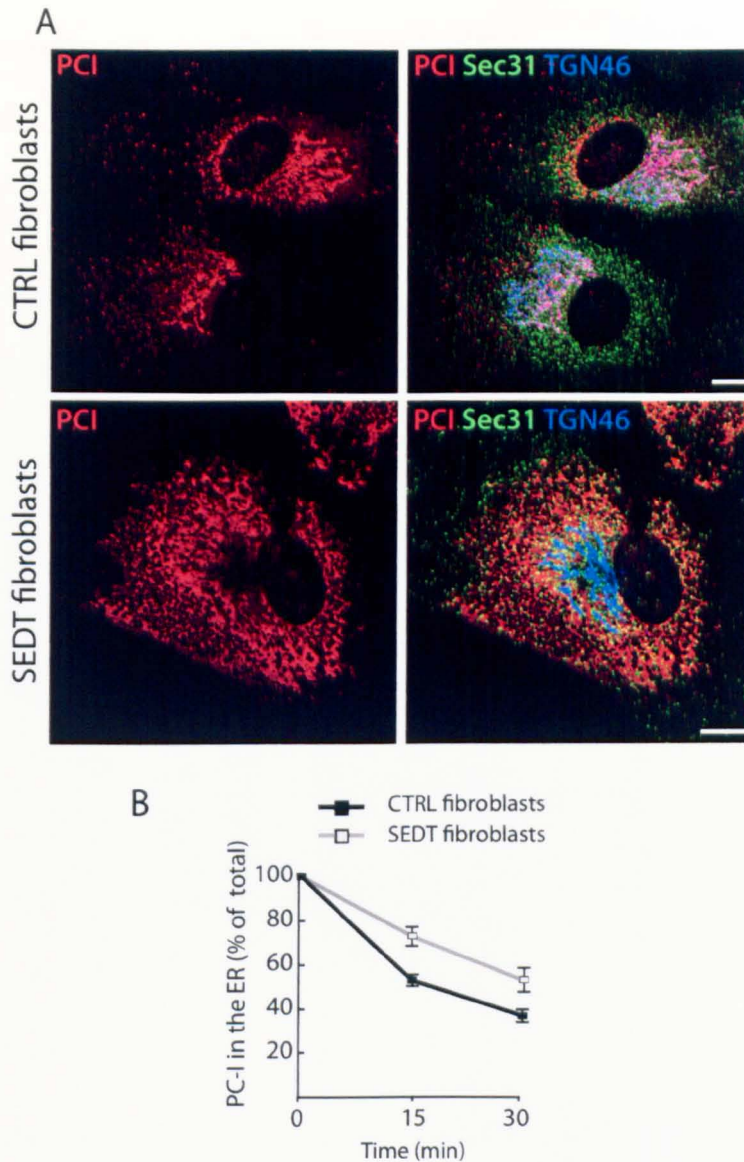 A
CTRL fibroblasts
PCI
PCI Sec31 TGN46
SEDT fibroblasts
PCI
PCI Sec31 TGN46
B
CTRL fibroblasts
SEDT fibroblasts
PC-I in the ER (% of total)
100
80
60
40
20
0 15 30
Time (min)